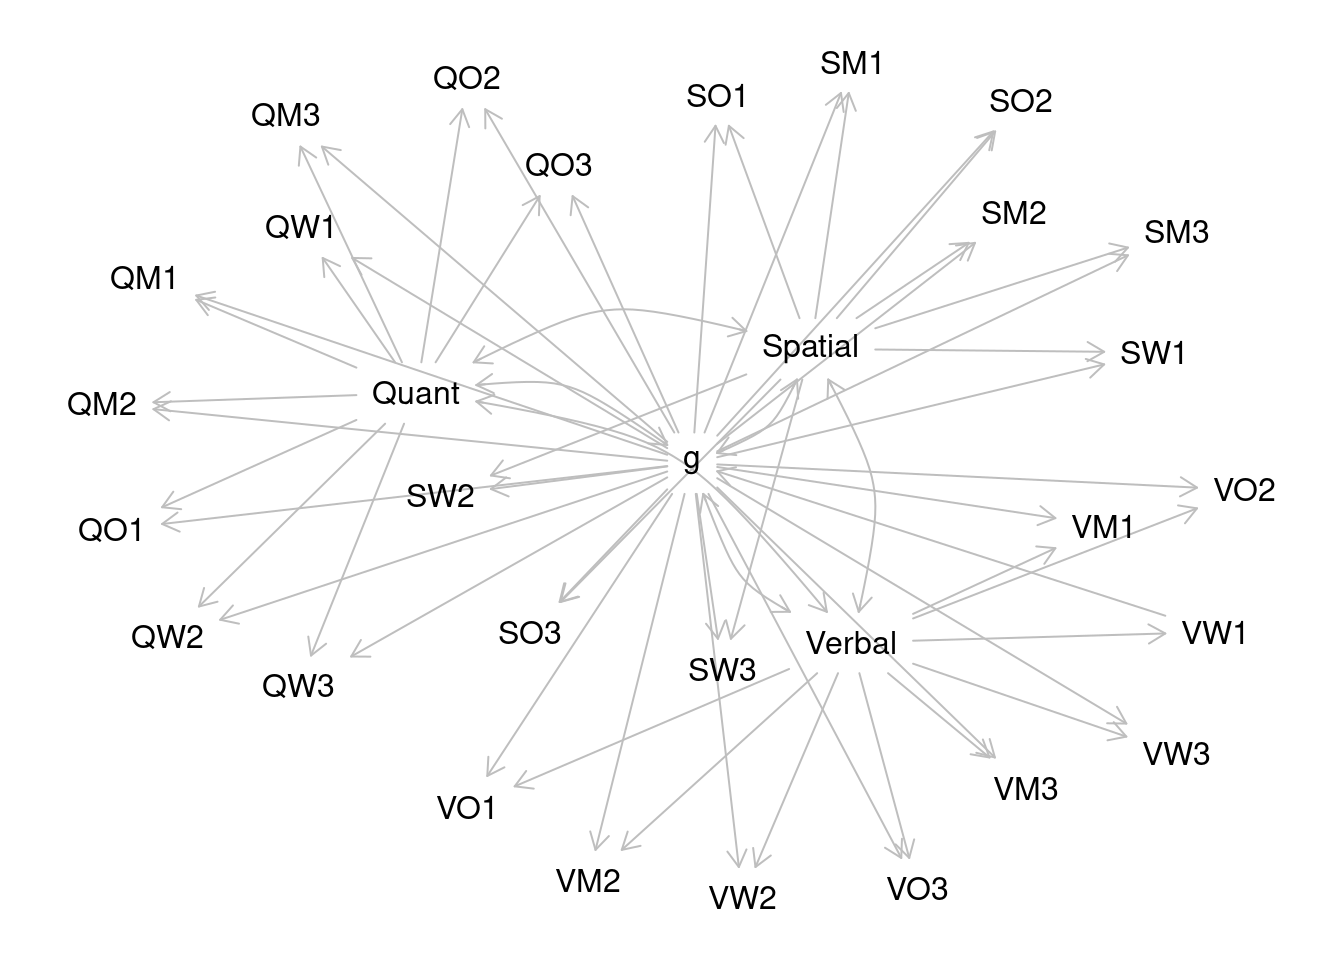 SM1
QO2
SO1
SO2
QM3
QO3
SM2
QW1
SM3
QM1
Spatial
SW1
Quant
QM2
g
VO2
SW2
VM1
QO1
SO3
VW1
QW2
Verbal
SW3
QW3
VW3
VM3
VO1
VM2
VO3
VW2